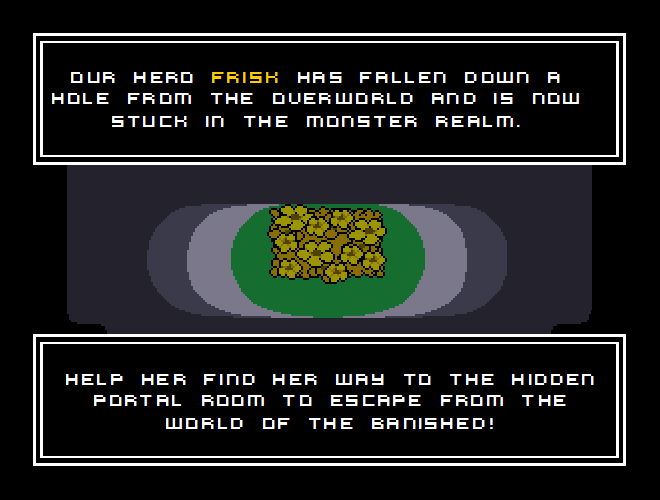 OUR HERO FRISK HAS FALLEN DOWN A
HOLE FROM THE OVERWORLD AND IS NOW
STUCK IN THE MONSTER REALM.
HELP HER FIND HER WAY TO THE HIDDEN
PORTAL ROOM TO ESCAPE FROM THE
WORLD OF THE BANISHED!